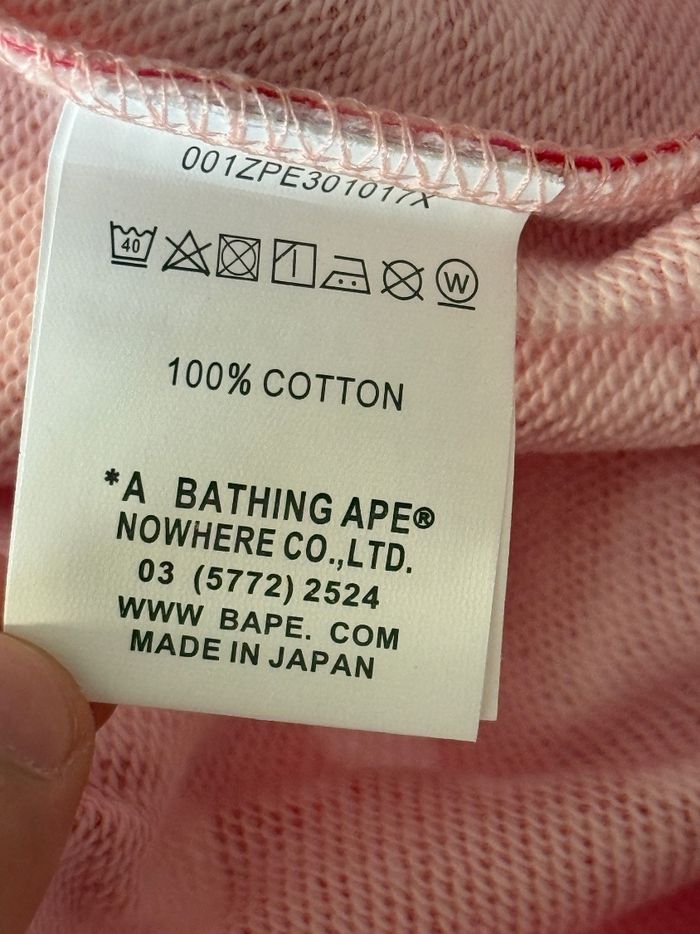 001ZPE301017X
40
W
100% COTTON
*A BATHING APE®
NOWHERE CO.,LTD.
03 (5772) 2524
WWW BAPE. COM
MADE IN JAPAN